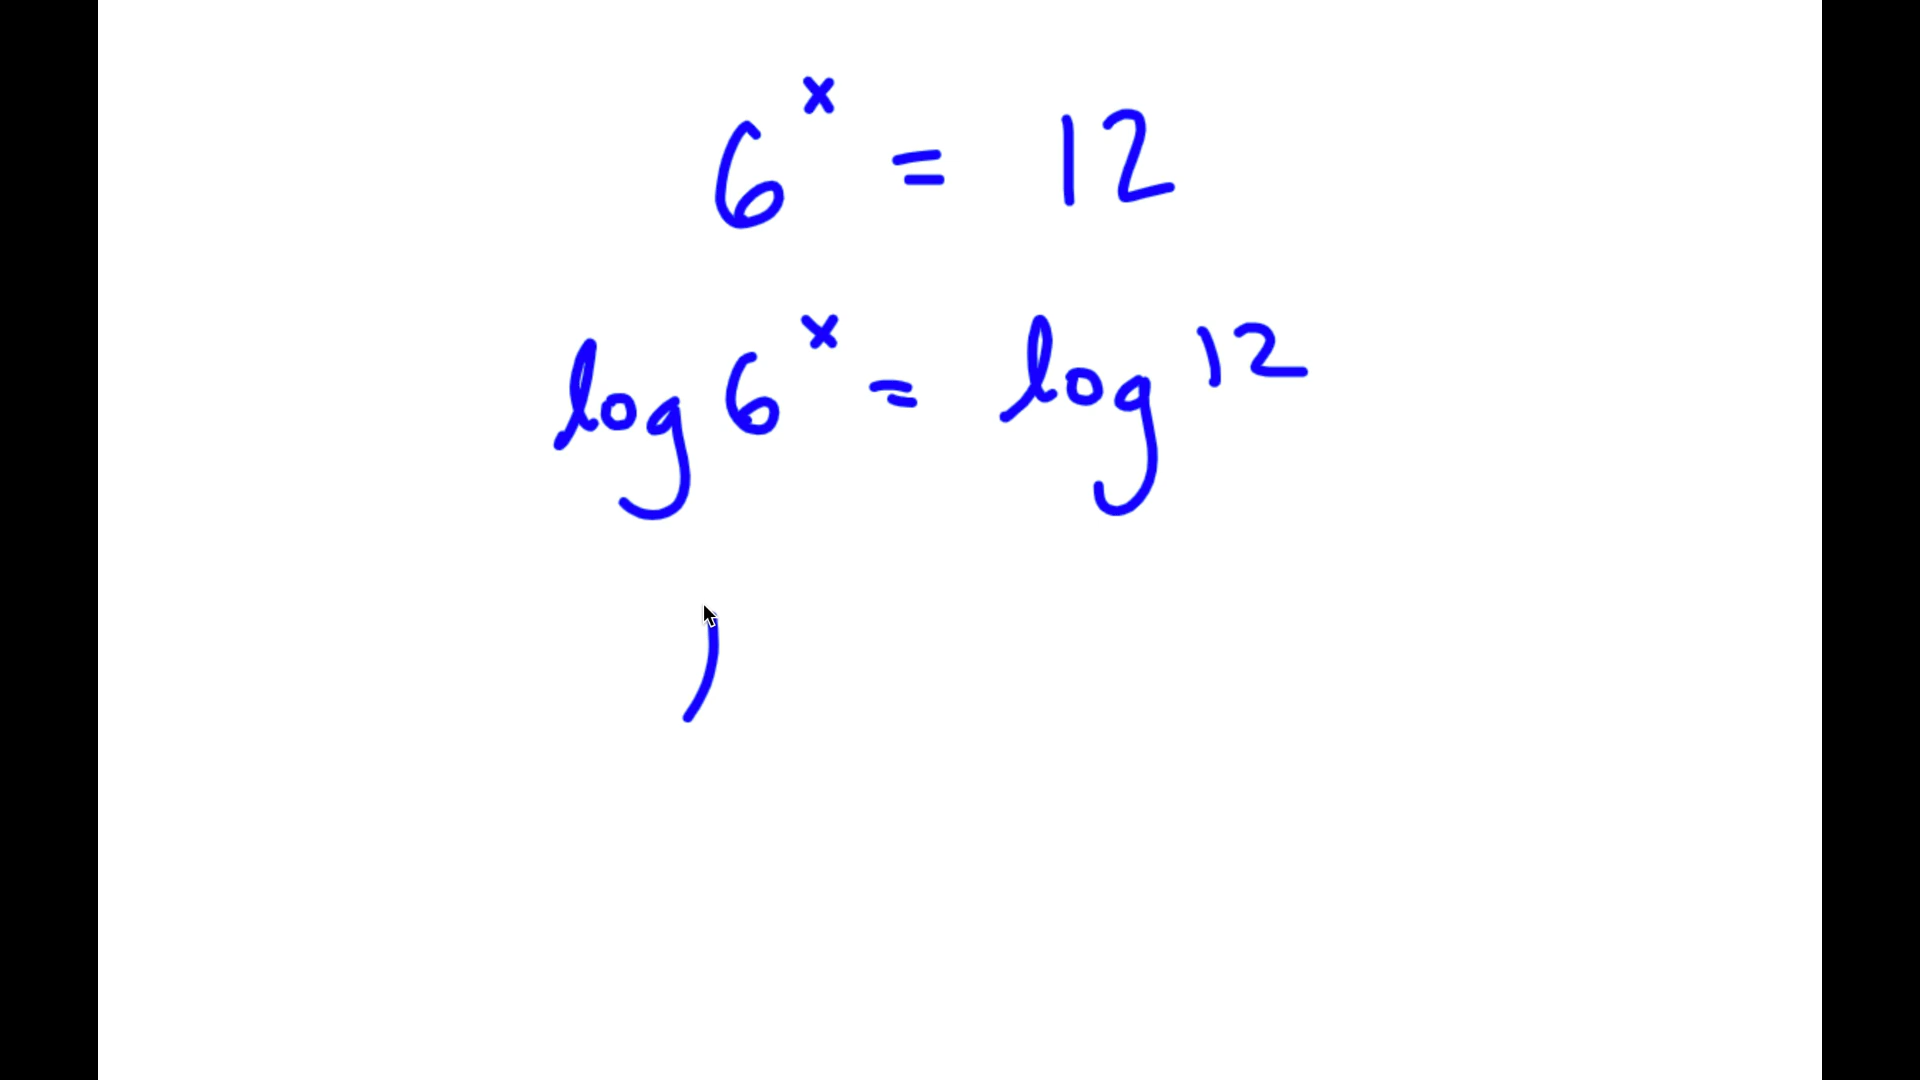 6^x = 12
log 6^x = log 12
)